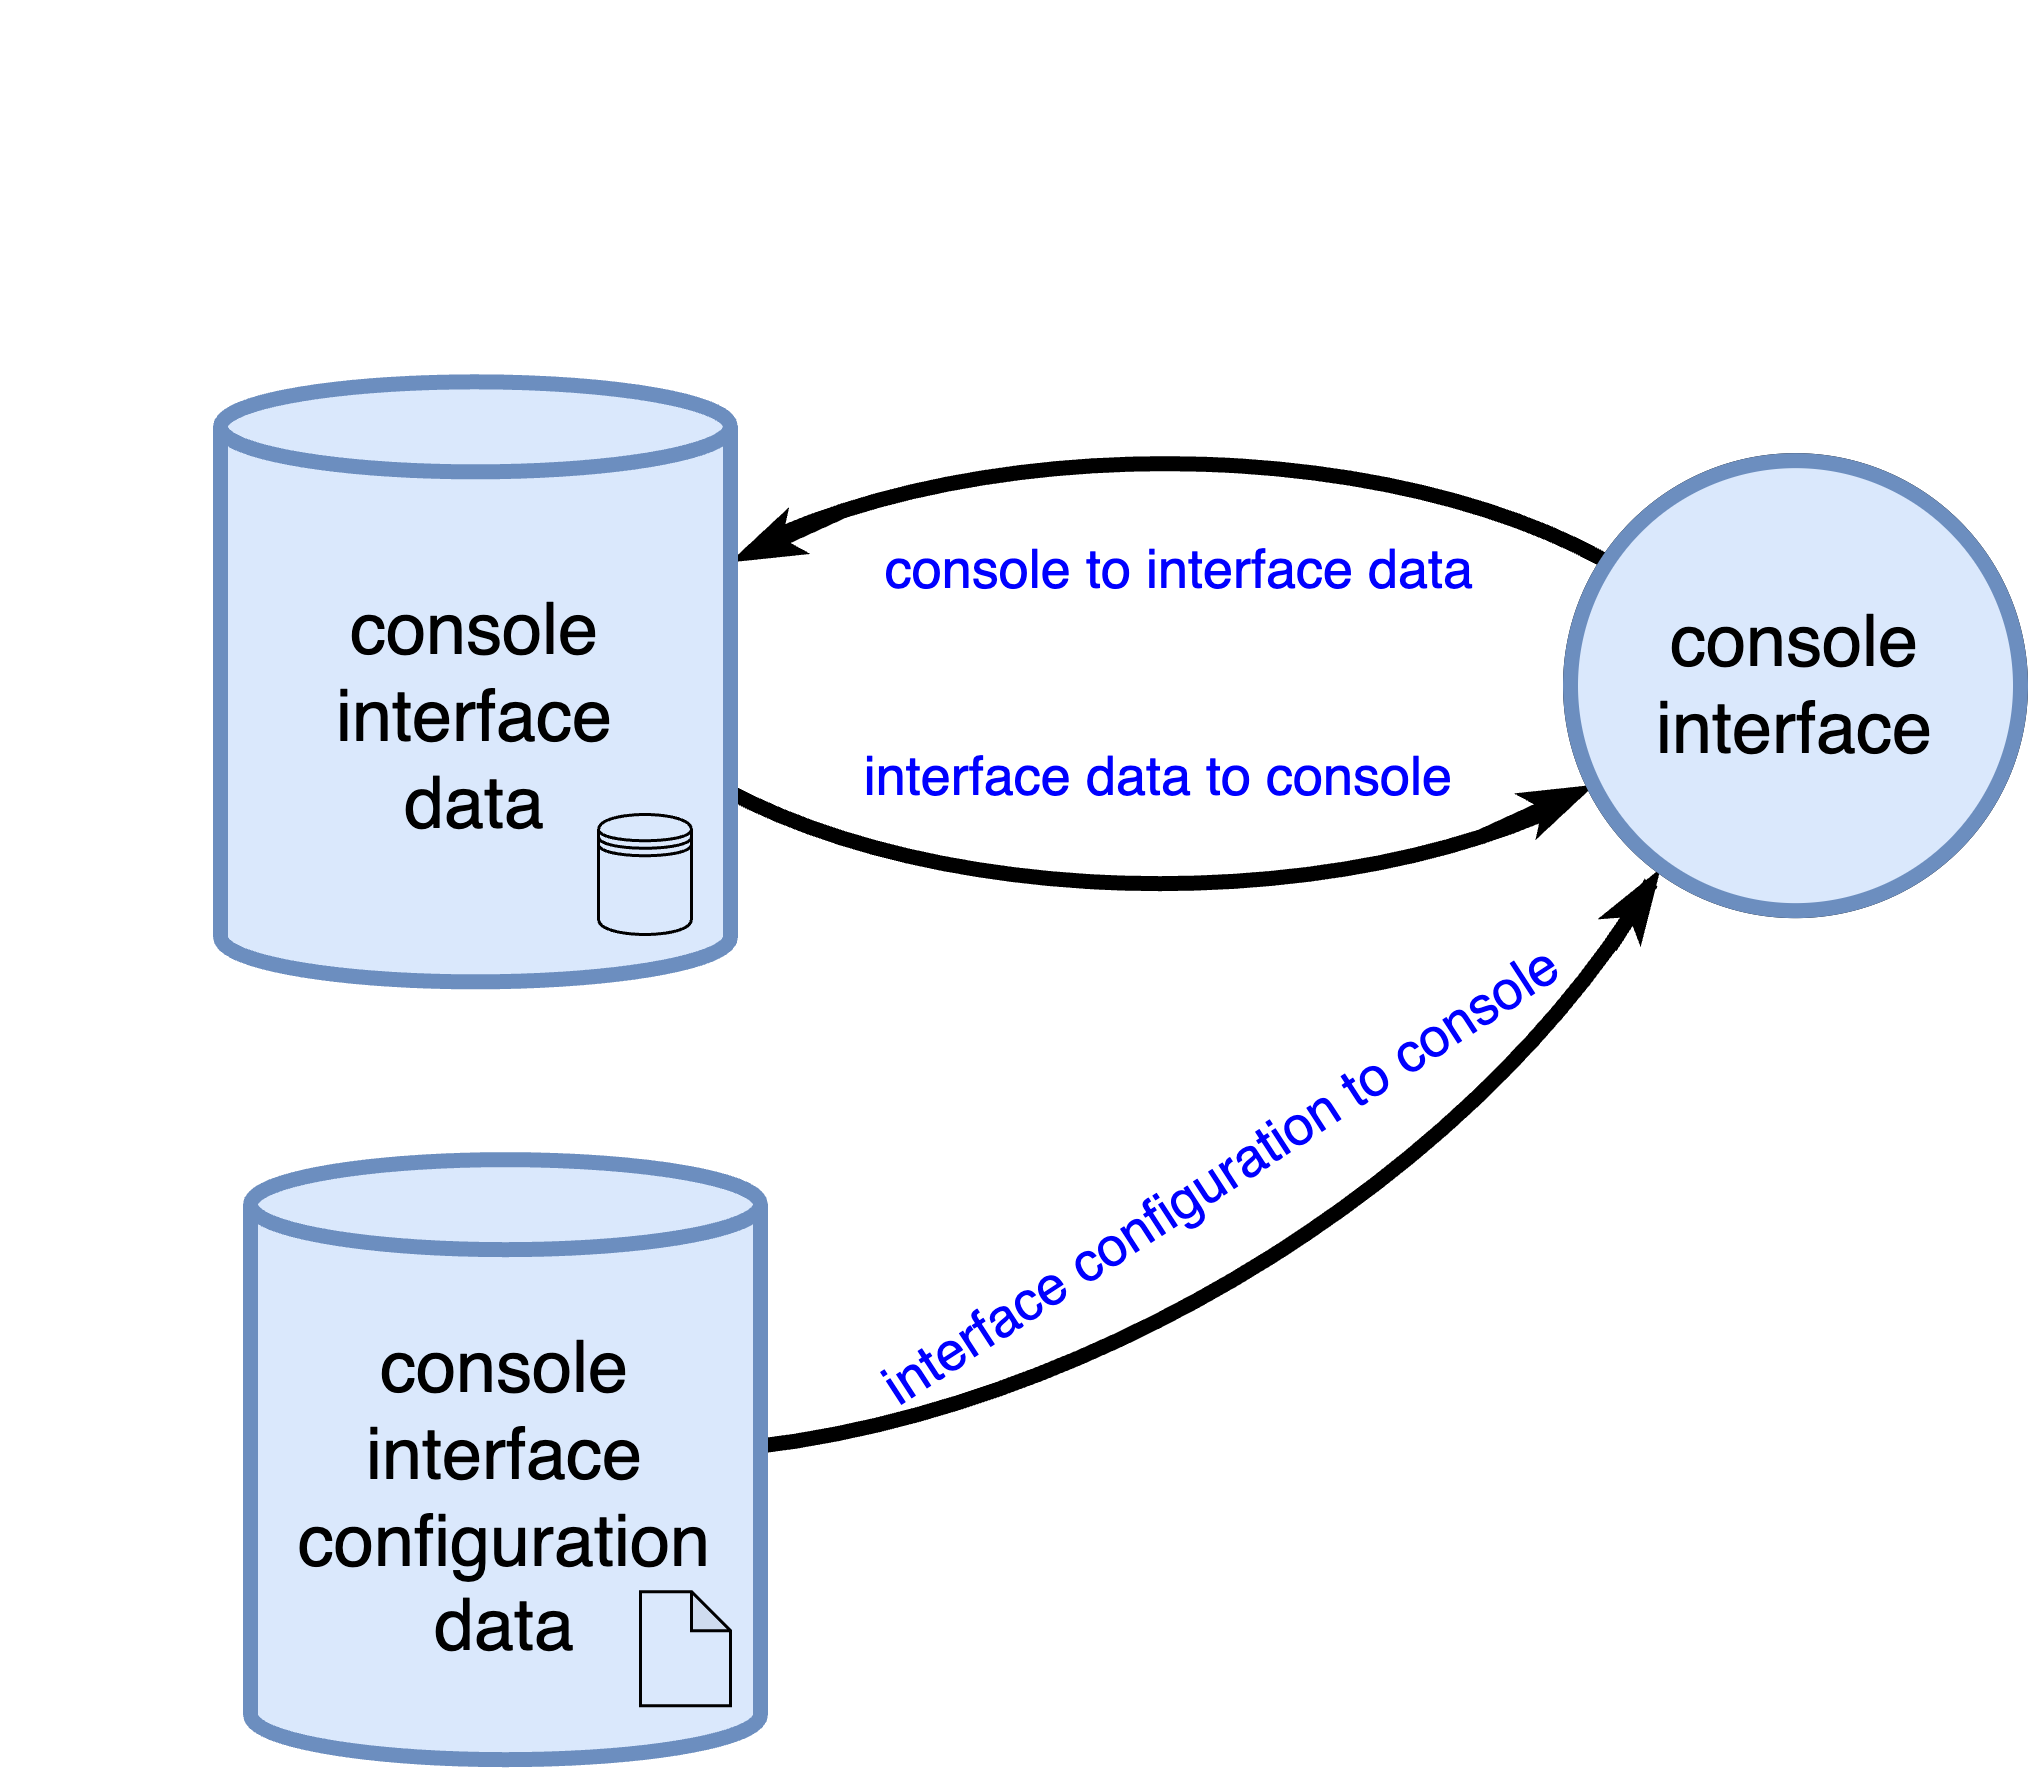 console
interface
data
console to interface data
interface data to console
console
interface
interface configuration to console
console
interface
configuration
data